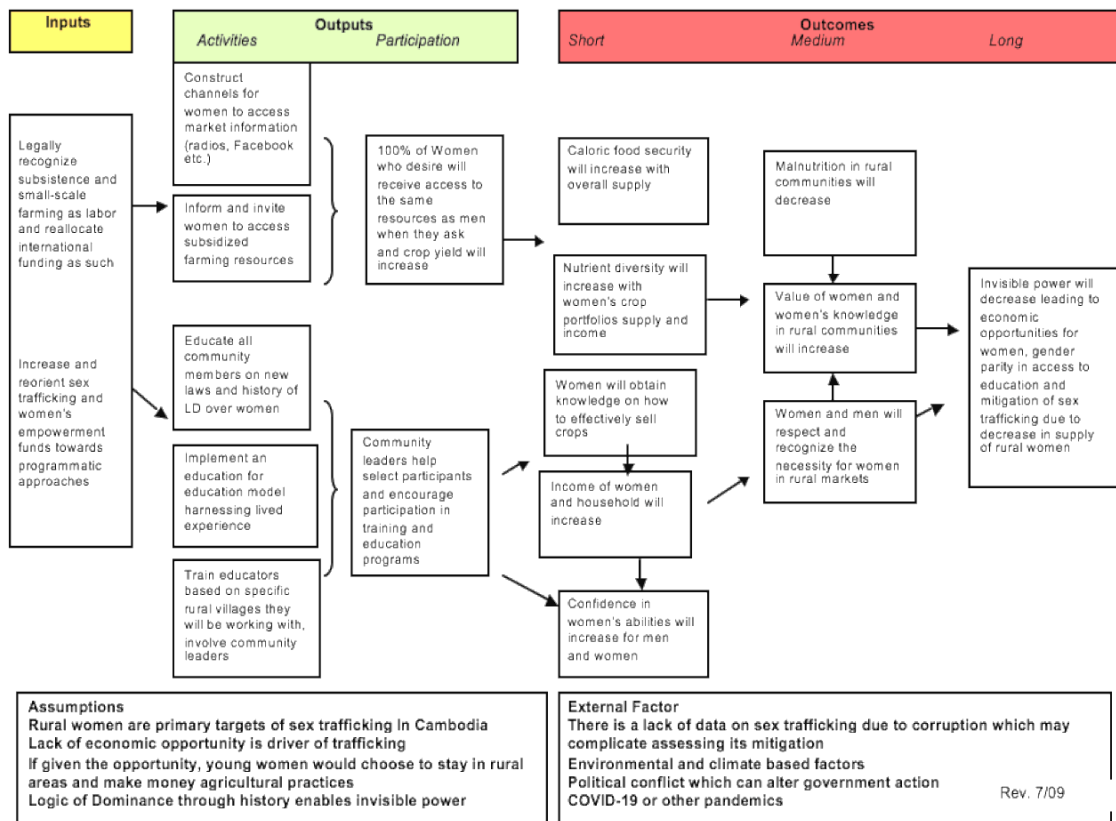 Inputs
Outputs
Activities
Participation
Outcomes
Short
Medium
Long
Legally
recognize
subsistence and
small-scale
farming as labor
and reallocate
international
funding as such
Increase and
reorient sex
trafficking and
women's
empowerment
funds towards
programmatic
approaches
Construct
channels for
women to access
market information
(radios, Facebook
etc.)
Inform and invite
women to access
subsidized
farming resources
Educate all
community
members on new
laws and history of
LD over women
Implement an
education for
education model
harnessing lived
experience
Train educators
based on specific
rural villages they
will be working with,
involve community
leaders
100% of Women
who desire will
receive access to
the same
resources as men
when they ask
and crop yield will
increase
Community
leaders help
select participants
and encourage
participation in
training and
education
programs
Caloric food security
will increase with
overall supply
Nutrient diversity will
increase with
women's crop
portfolios supply and
income
Women will obtain
knowledge on how
to effectively sell
crops
Income of women
and household will
increase
Confidence in
women's abilities will
increase for men
and women
Malnutrition in rural
communities will
decrease
Value of women and
women's knowledge
in rural communities
will increase
Women and men will
respect and
recognize the
necessity for women
in rural markets
Invisible power will
decrease leading to
economic
opportunities for
women, gender
parity in access to
education and
mitigation of sex
trafficking due to
decrease in supply
of rural women
Assumptions
Rural women are primary targets of sex trafficking In Cambodia
Lack of economic opportunity is driver of trafficking
If given the opportunity, young women would choose to stay in rural
areas and make money agricultural practices
Logic of Dominance through history enables invisible power
External Factor
There is a lack of data on sex trafficking due to corruption which may
complicate assessing its mitigation
Environmental and climate based factors
Political conflict which can alter government action
COVID-19 or other pandemics
Rev. 7/09